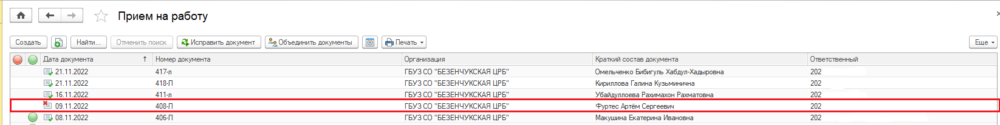 Прием на работу
Создать Найти... Отменить поиск Исправить документ Объединить документы Печать Еще
Дата документа ↑ Номер документа Организация Краткий состав документа Ответственный
21.11.2022 417-л ГБУЗ СО "БЕЗЕНЧУКСКАЯ ЦРБ" Омельченко Бибигуль Хабдул-Хадыровна 202
21.11.2022 418-Л ГБУЗ СО "БЕЗЕНЧУКСКАЯ ЦРБ" Кириллова Галина Кузьминична 202
16.11.2022 411-л ГБУЗ СО "БЕЗЕНЧУКСКАЯ ЦРБ" Убайдуллоева Рахимахон Рахматовна 202
09.11.2022 408-Л ГБУЗ СО "БЕЗЕНЧУКСКАЯ ЦРБ" Фуртес Артём Сергеевич 202
08.11.2022 406-Л ГБУЗ СО "БЕЗЕНЧУКСКАЯ ЦРБ" Макушина Екатерина Ивановна 202